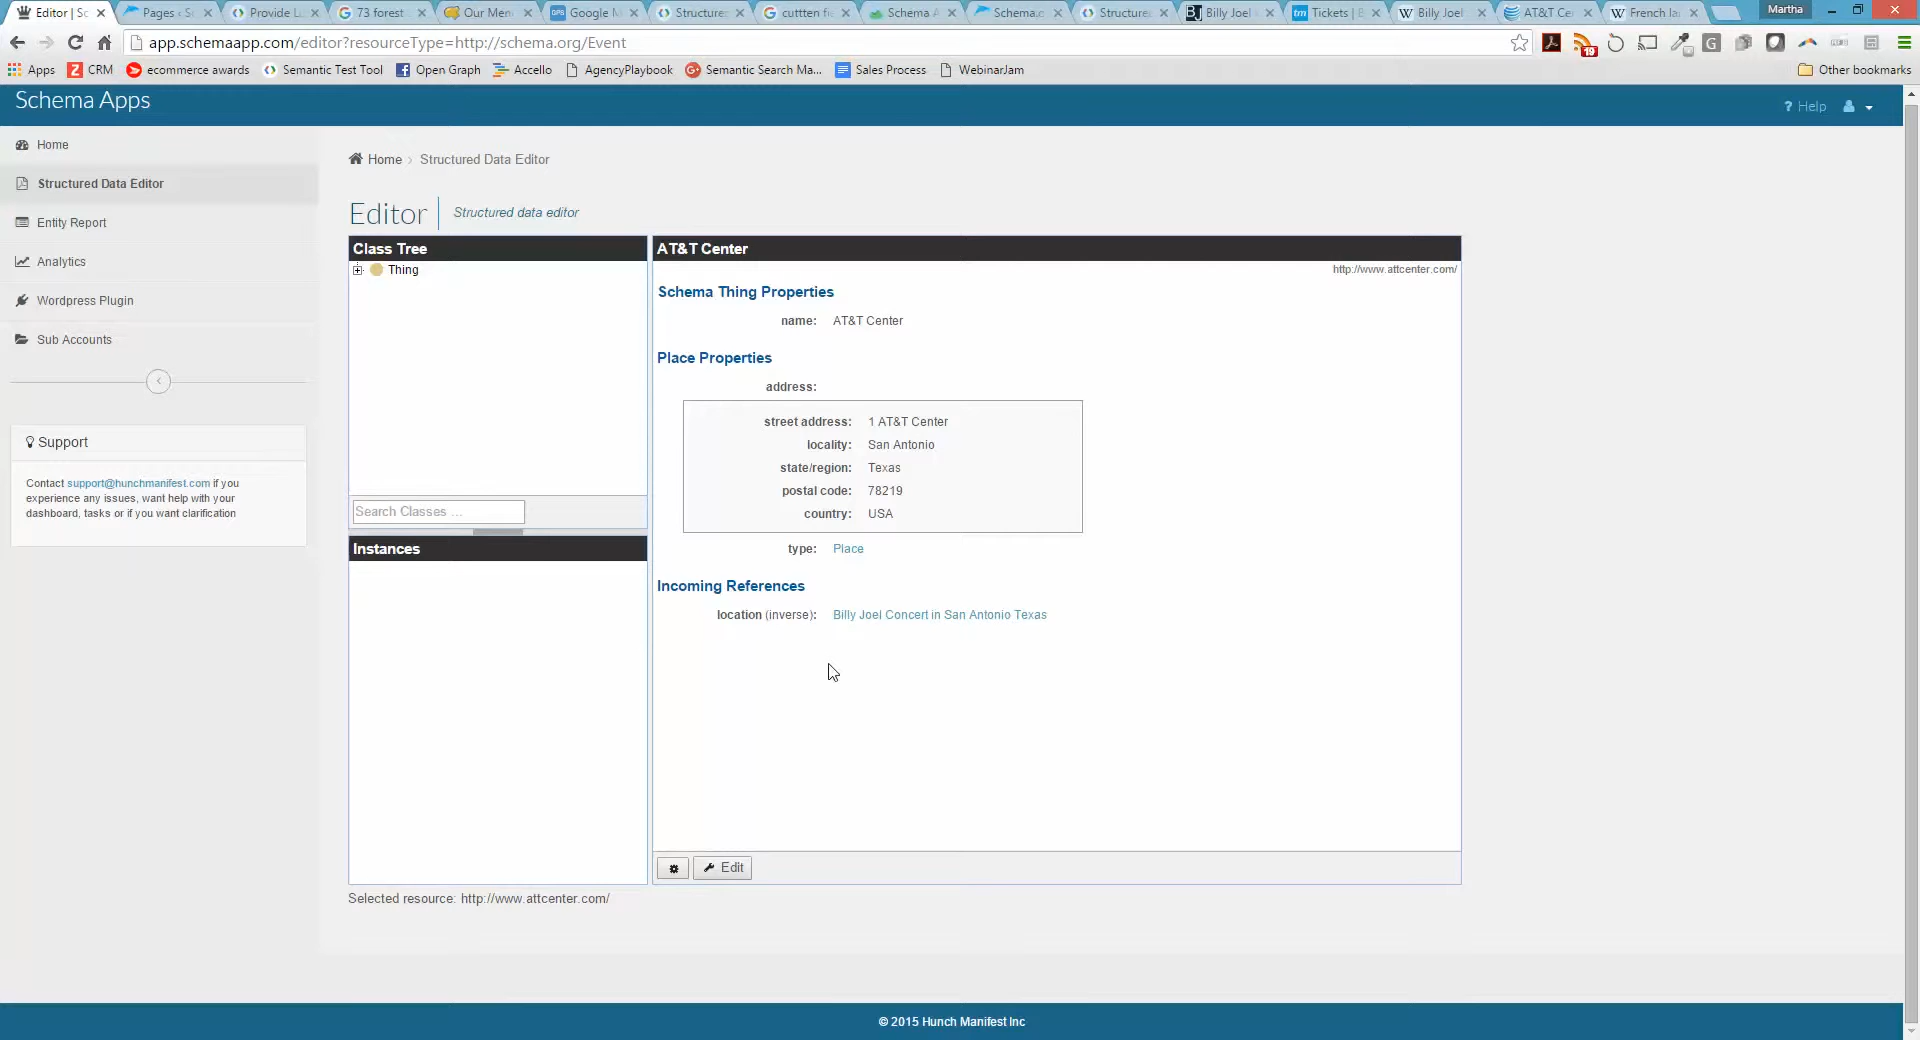 Editor | Sc
Pages ‹ S
Provide L
73 forest
Our Men
Google M
Structure
cuttten fi
Schema A
Schema.o
Structure
Billy Joel
Tickets | B
Billy Joel
AT&T Ce
French la
Martha
app.schemaapp.com/editor?resourceType=http://schema.org/Event
19
Apps
CRM
ecommerce awards
Semantic Test Tool
Open Graph
Accello
AgencyPlaybook
Semantic Search Ma...
Sales Process
WebinarJam
Other bookmarks
Schema Apps
? Help
Home
Structured Data Editor
Entity Report
Analytics
Wordpress Plugin
Sub Accounts
Support
Contact support@hunchmanifest.com if you
experience any issues, want help with your
dashboard, tasks or if you want clarification
Home › Structured Data Editor
Editor
Structured data editor
Class Tree
Thing
Search Classes ...
Instances
AT&T Center
http://www.attcenter.com/
Schema Thing Properties
name: AT&T Center
Place Properties
address:
street address: 1 AT&T Center
locality: San Antonio
state/region: Texas
postal code: 78219
country: USA
type: Place
Incoming References
location (inverse): Billy Joel Concert in San Antonio Texas
Edit
Selected resource: http://www.attcenter.com/
© 2015 Hunch Manifest Inc